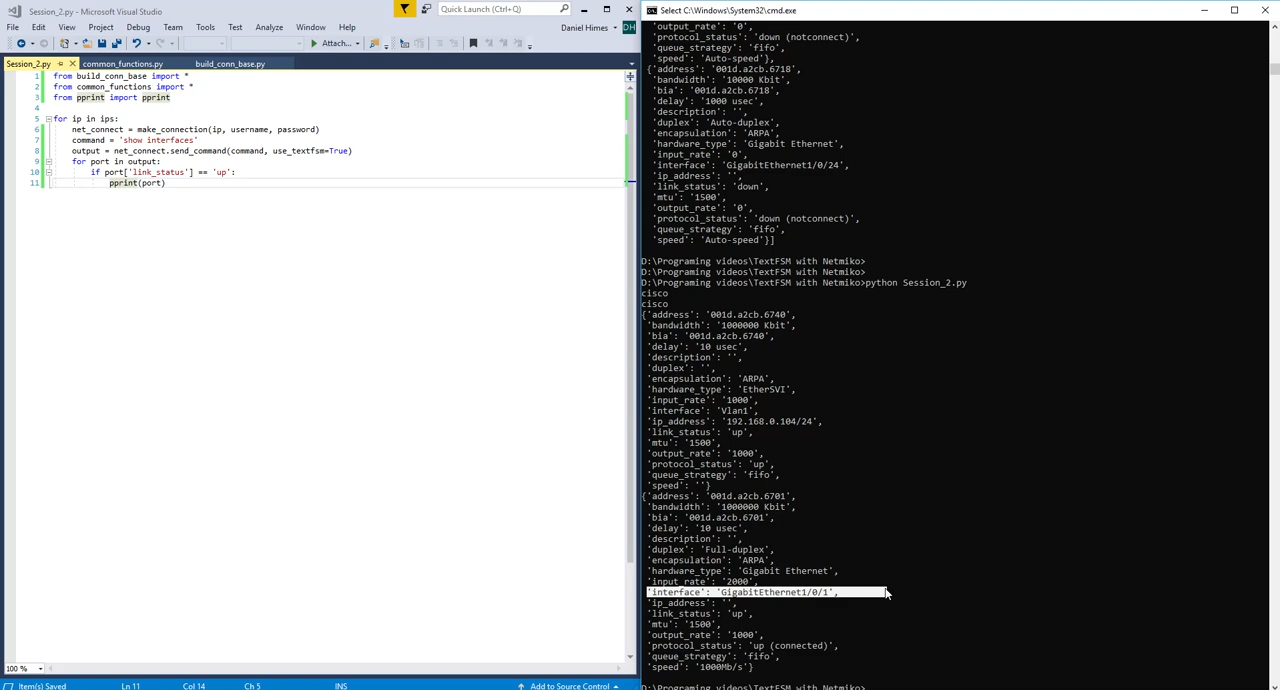 Session_2.py - Microsoft Visual Studio
Quick Launch (Ctrl+Q)
File Edit View Project Debug Team Tools Test Analyze Window Help
Daniel Himes DH
Attach...
Session_2.py common_functions.py build_conn_base.py
1 from build_conn_base import *
2 from common_functions import *
3 from pprint import pprint
4
5 for ip in ips:
6 net_connect = make_connection(ip, username, password)
7 command = 'show interfaces'
8 output = net_connect.send_command(command, use_textfsm=True)
9 for port in output:
10 if port['link_status'] == 'up':
11 pprint(port)
100 %
Item(s) Saved Ln 11 Col 14 Ch 5 INS Add to Source Control
Select C:\Windows\System32\cmd.exe
'output_rate': '0',
'protocol_status': 'down (notconnect)',
'queue_strategy': 'fifo',
'speed': 'Auto-speed'},
{'address': '001d.a2cb.6718',
'bandwidth': '10000 Kbit',
'bia': '001d.a2cb.6718',
'delay': '1000 usec',
'description': '',
'duplex': 'Auto-duplex',
'encapsulation': 'ARPA',
'hardware_type': 'Gigabit Ethernet',
'input_rate': '0',
'interface': 'GigabitEthernet1/0/24',
'ip_address': '',
'link_status': 'down',
'mtu': '1500',
'output_rate': '0',
'protocol_status': 'down (notconnect)',
'queue_strategy': 'fifo',
'speed': 'Auto-speed'}]
D:\Programing videos\TextFSM with Netmiko>
D:\Programing videos\TextFSM with Netmiko>
D:\Programing videos\TextFSM with Netmiko>python Session_2.py
cisco
cisco
{'address': '001d.a2cb.6740',
'bandwidth': '1000000 Kbit',
'bia': '001d.a2cb.6740',
'delay': '10 usec',
'description': '',
'duplex': '',
'encapsulation': 'ARPA',
'hardware_type': 'EtherSVI',
'input_rate': '1000',
'interface': 'Vlan1',
'ip_address': '192.168.0.104/24',
'link_status': 'up',
'mtu': '1500',
'output_rate': '1000',
'protocol_status': 'up',
'queue_strategy': 'fifo',
'speed': ''}
{'address': '001d.a2cb.6701',
'bandwidth': '1000000 Kbit',
'bia': '001d.a2cb.6701',
'delay': '10 usec',
'description': '',
'duplex': 'Full-duplex',
'encapsulation': 'ARPA',
'hardware_type': 'Gigabit Ethernet',
'input_rate': '2000',
'interface': 'GigabitEthernet1/0/1',
'ip_address': '',
'link_status': 'up',
'mtu': '1500',
'output_rate': '1000',
'protocol_status': 'up (connected)',
'queue_strategy': 'fifo',
'speed': '1000Mb/s'}
D:\Programing videos\TextFSM with Netmiko>